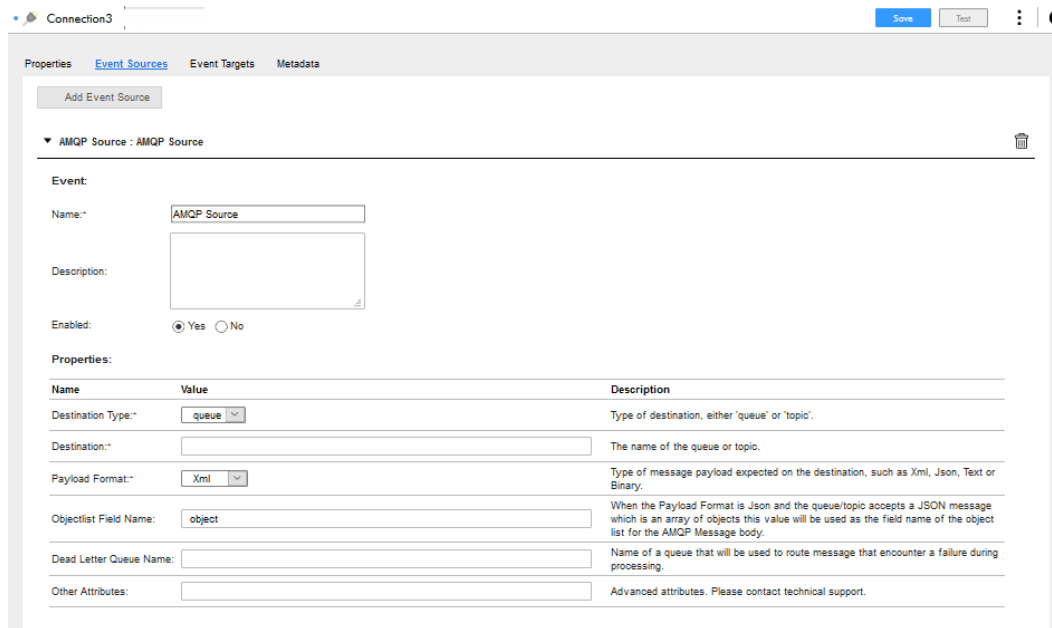 Connection3
Save
Test
Properties
Event Sources
Event Targets
Metadata
Add Event Source
AMQP Source : AMQP Source
Event:
Name:*
AMQP Source
Description:
Enabled:
Yes
No
Properties:
Name
Value
Description
Destination Type:*
queue
Type of destination, either 'queue' or 'topic'.
Destination:*
The name of the queue or topic.
Payload Format:*
Xml
Type of message payload expected on the destination, such as Xml, Json, Text or
Binary.
Objectlist Field Name:
object
When the Payload Format is Json and the queue/topic accepts a JSON message
which is an array of objects this value will be used as the field name of the object
list for the AMQP Message body.
Dead Letter Queue Name:
Name of a queue that will be used to route message that encounter a failure during
processing.
Other Attributes:
Advanced attributes. Please contact technical support.